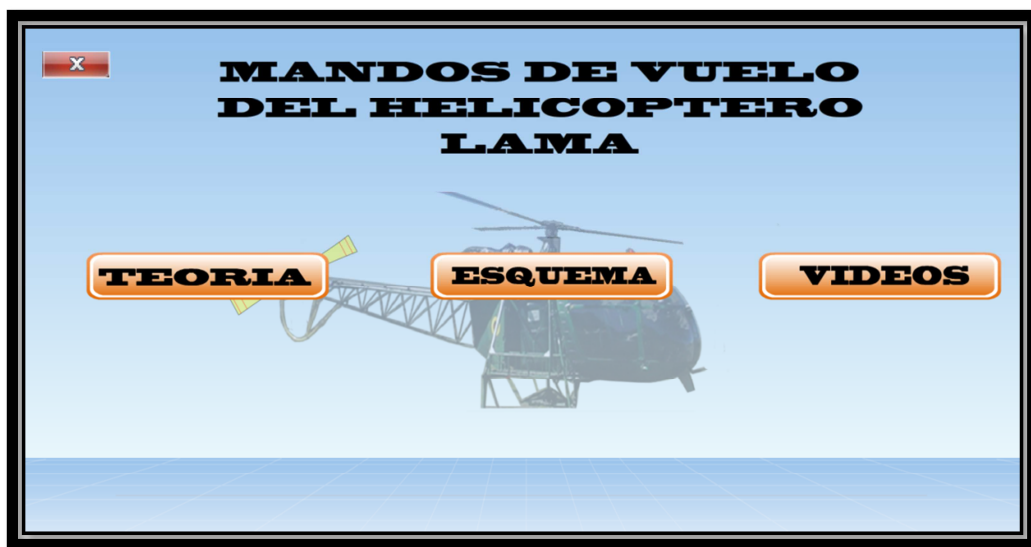 X
MANDOS DE VUELO
DEL HELICOPTERO
LAMA
TEORIA
ESQUEMA
VIDEOS